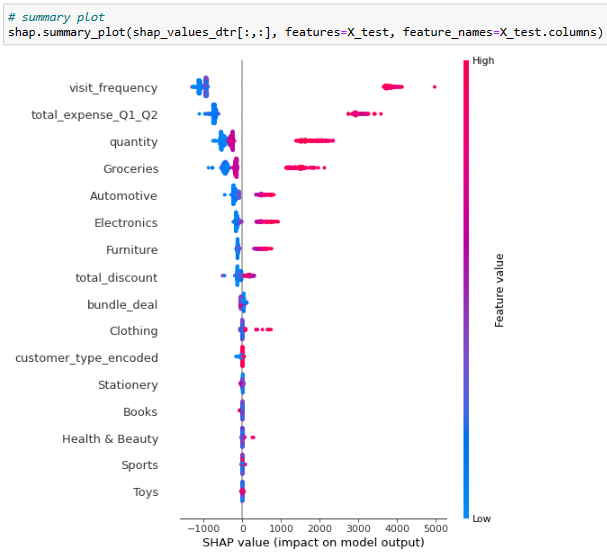 # summary plot
shap.summary_plot(shap_values_dtr[:,:], features=X_test, feature_names=X_test.columns)
High
visit_frequency
total_expense_Q1_Q2
quantity
Groceries
Automotive
Electronics
Furniture
total_discount
bundle_deal
Clothing
customer_type_encoded
Stationery
Books
Health & Beauty
Sports
Toys
Feature value
Low
−1000 0 1000 2000 3000 4000 5000
SHAP value (impact on model output)